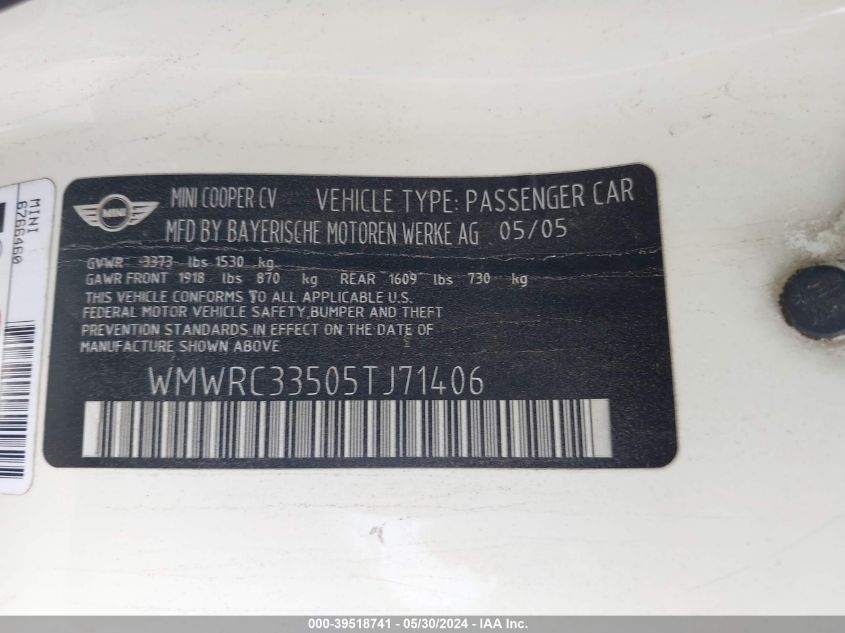 MINI
MINI COOPER CV VEHICLE TYPE: PASSENGER CAR
MFD BY BAYERISCHE MOTOREN WERKE AG 05/05
GVWR 3373 lbs 1530 kg
GAWR FRONT 1918 lbs 870 kg REAR 1609 lbs 730 kg
THIS VEHICLE CONFORMS TO ALL APPLICABLE U.S.
FEDERAL MOTOR VEHICLE SAFETY,BUMPER AND THEFT
PREVENTION STANDARDS IN EFFECT ON THE DATE OF
MANUFACTURE SHOWN ABOVE
WMWRC33505TJ71406
MINI
6766460
000-39518741 - 05/30/2024 - IAA Inc.